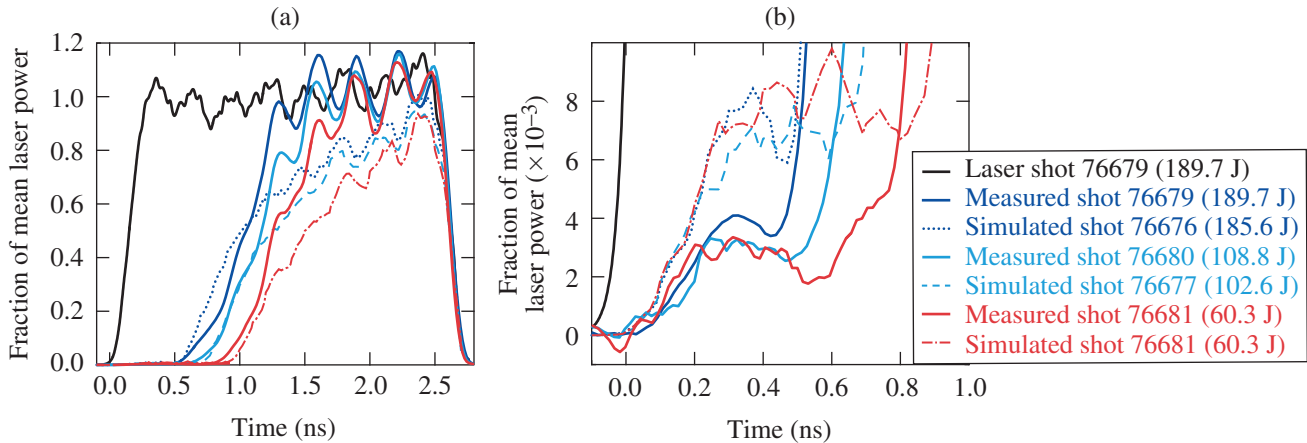 (a)
Fraction of mean laser power
1.2
1.0
0.8
0.6
0.4
0.2
0.0
0.0 0.5 1.0 1.5 2.0 2.5
Time (ns)
(b)
Fraction of mean
laser power (×10⁻³)
8
6
4
2
0
0.0 0.2 0.4 0.6 0.8 1.0
Time (ns)
Laser shot 76679 (189.7 J)
Measured shot 76679 (189.7 J)
Simulated shot 76676 (185.6 J)
Measured shot 76680 (108.8 J)
Simulated shot 76677 (102.6 J)
Measured shot 76681 (60.3 J)
Simulated shot 76681 (60.3 J)